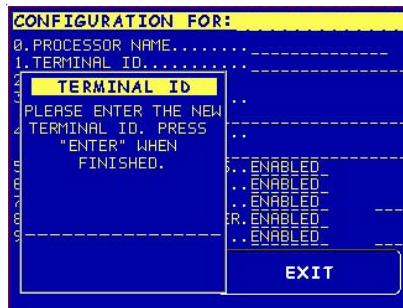 CONFIGURATION FOR:
0.PROCESSOR NAME........
1.TERMINAL ID...........
TERMINAL ID
PLEASE ENTER THE NEW
TERMINAL ID. PRESS
"ENTER" WHEN
FINISHED.
S..ENABLED
..ENABLED
..ENABLED
ER.ENABLED
..ENABLED
EXIT